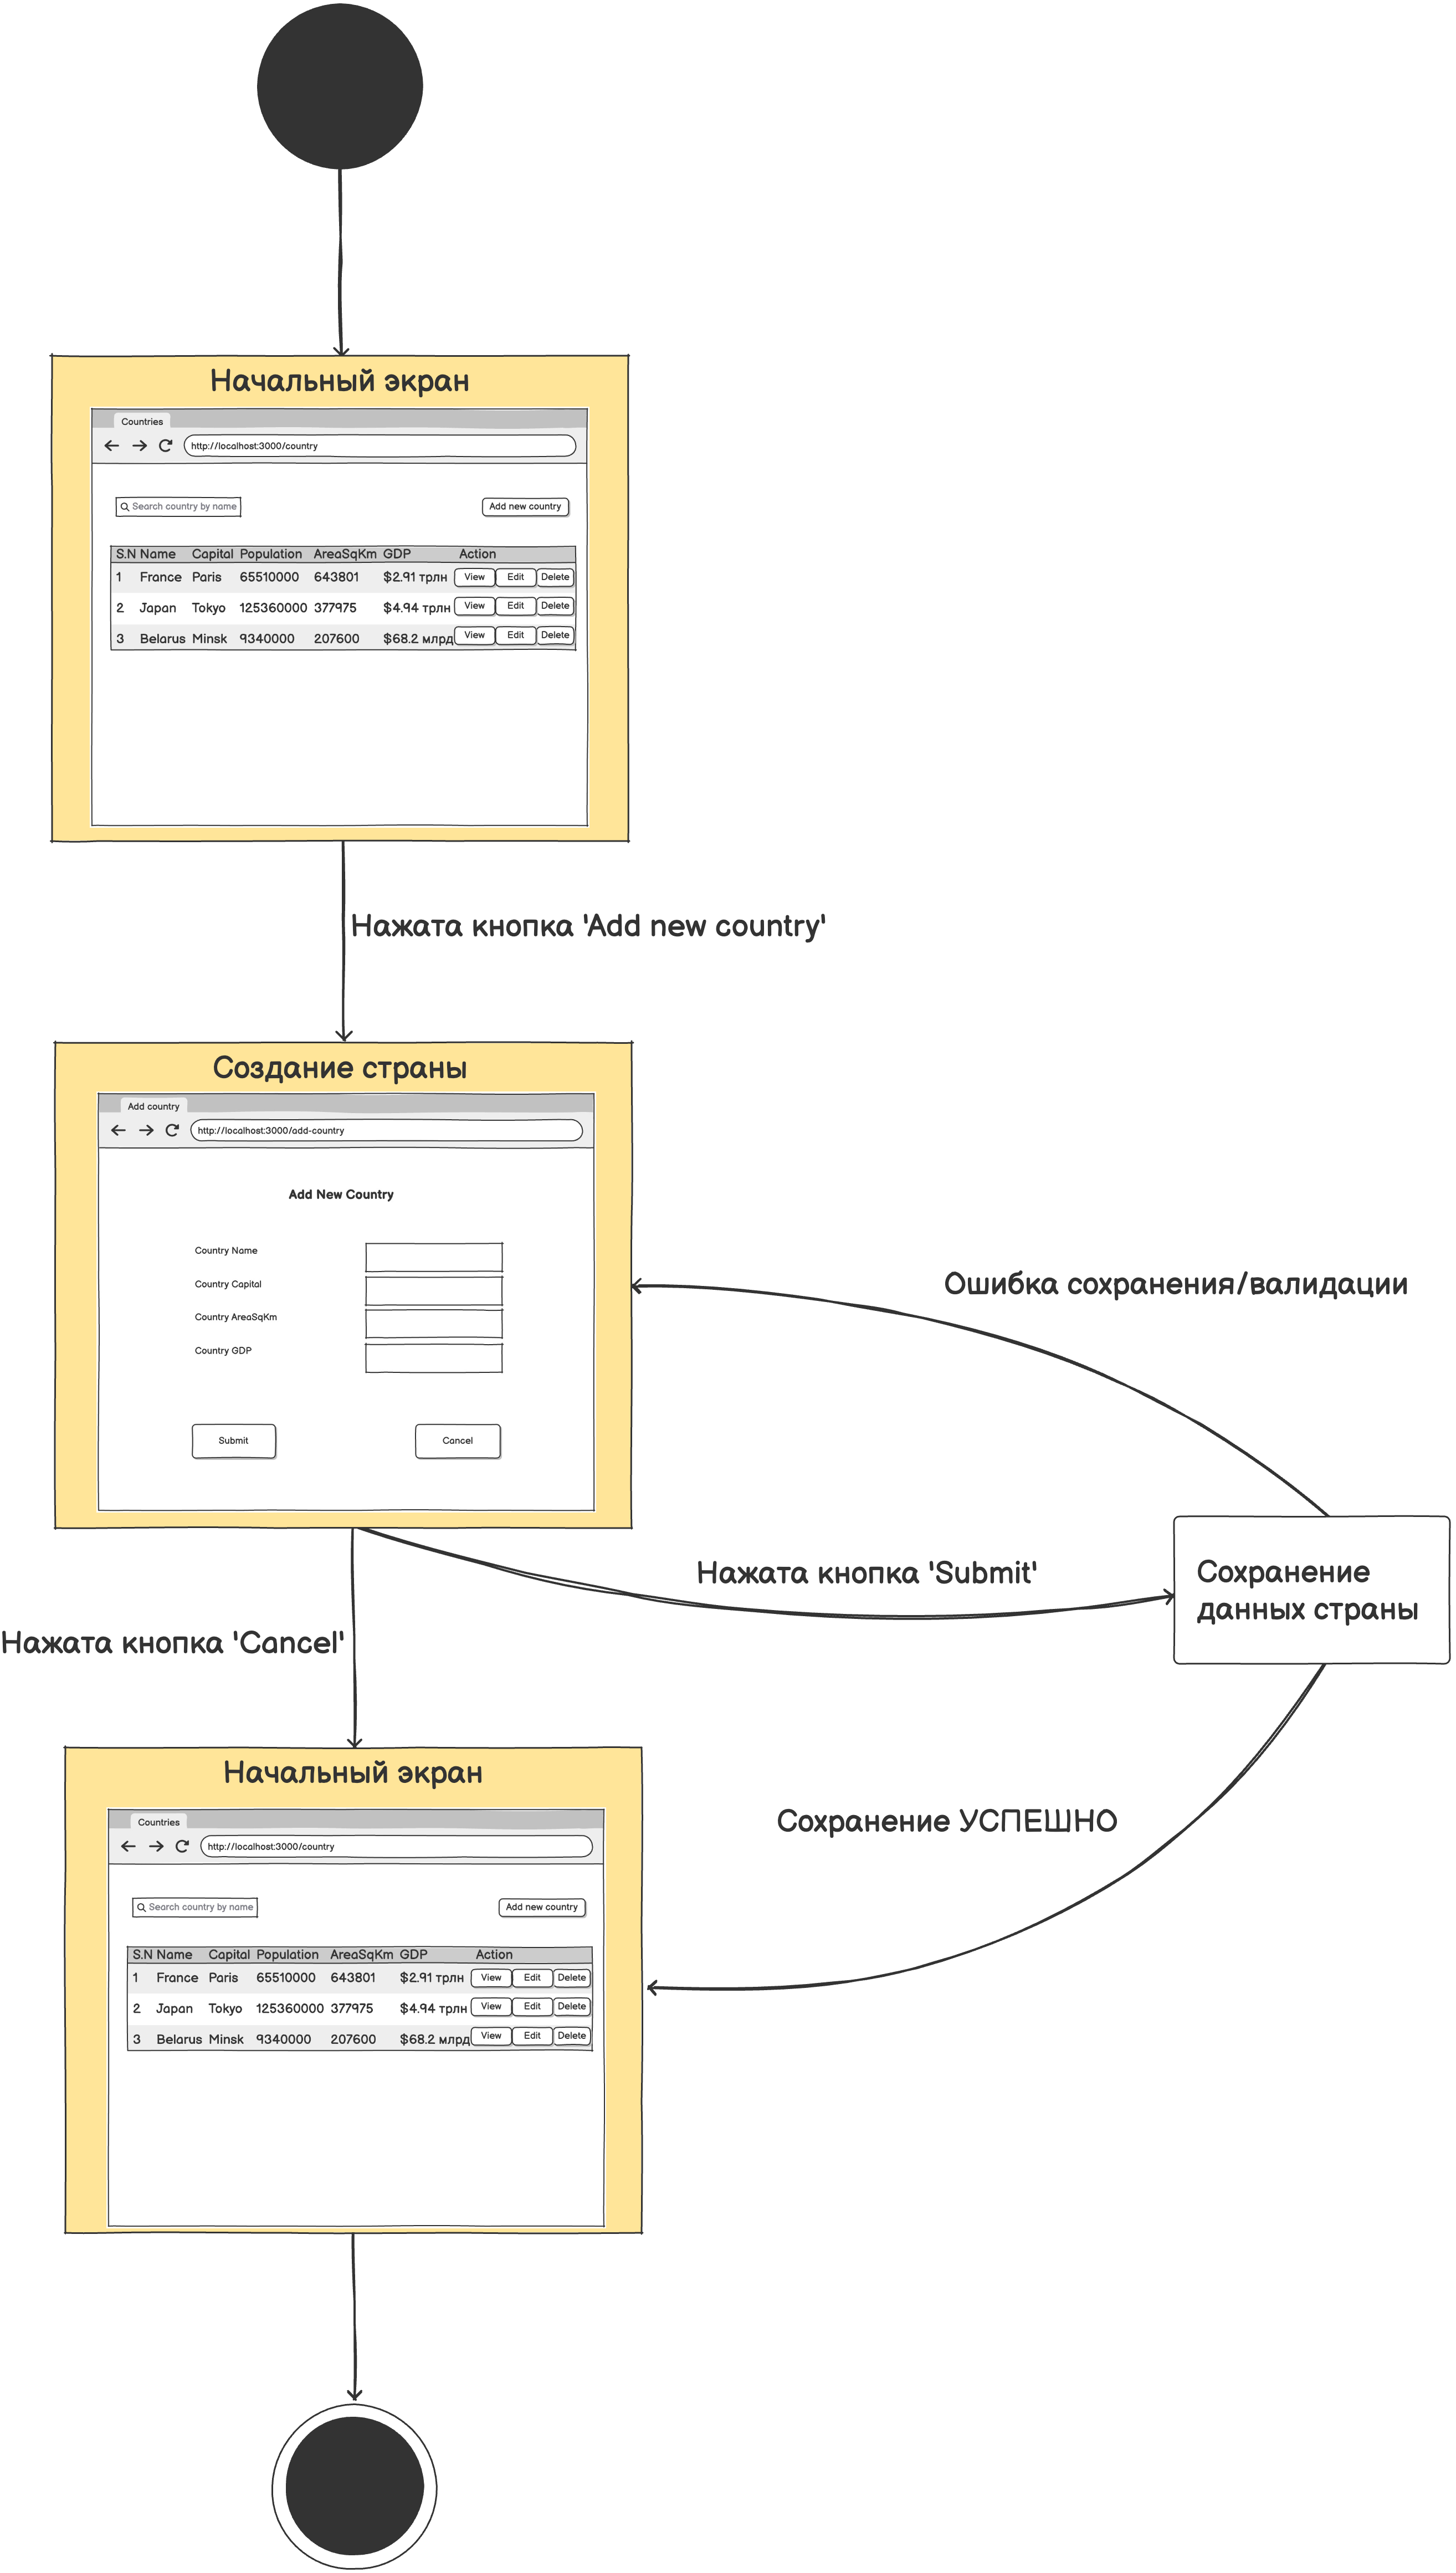 Начальный экран
Countries
http://localhost:3000/country
Search country by name
Add new country
S.N Name Capital Population AreaSqKm GDP Action
1 France Paris 65510000 643801 $2.91 трлн View Edit Delete
2 Japan Tokyo 125360000 377975 $4.94 трлн View Edit Delete
3 Belarus Minsk 9340000 207600 $68.2 млрд View Edit Delete
Нажата кнопка 'Add new country'
Создание страны
Add country
http://localhost:3000/add-country
Add New Country
Country Name
Country Capital
Country AreaSqKm
Country GDP
Submit Cancel
Ошибка сохранения/валидации
Нажата кнопка 'Submit'
Сохранение
данных страны
Нажата кнопка 'Cancel'
Сохранение УСПЕШНО
Начальный экран
Countries
http://localhost:3000/country
Search country by name
Add new country
S.N Name Capital Population AreaSqKm GDP Action
1 France Paris 65510000 643801 $2.91 трлн View Edit Delete
2 Japan Tokyo 125360000 377975 $4.94 трлн View Edit Delete
3 Belarus Minsk 9340000 207600 $68.2 млрд View Edit Delete